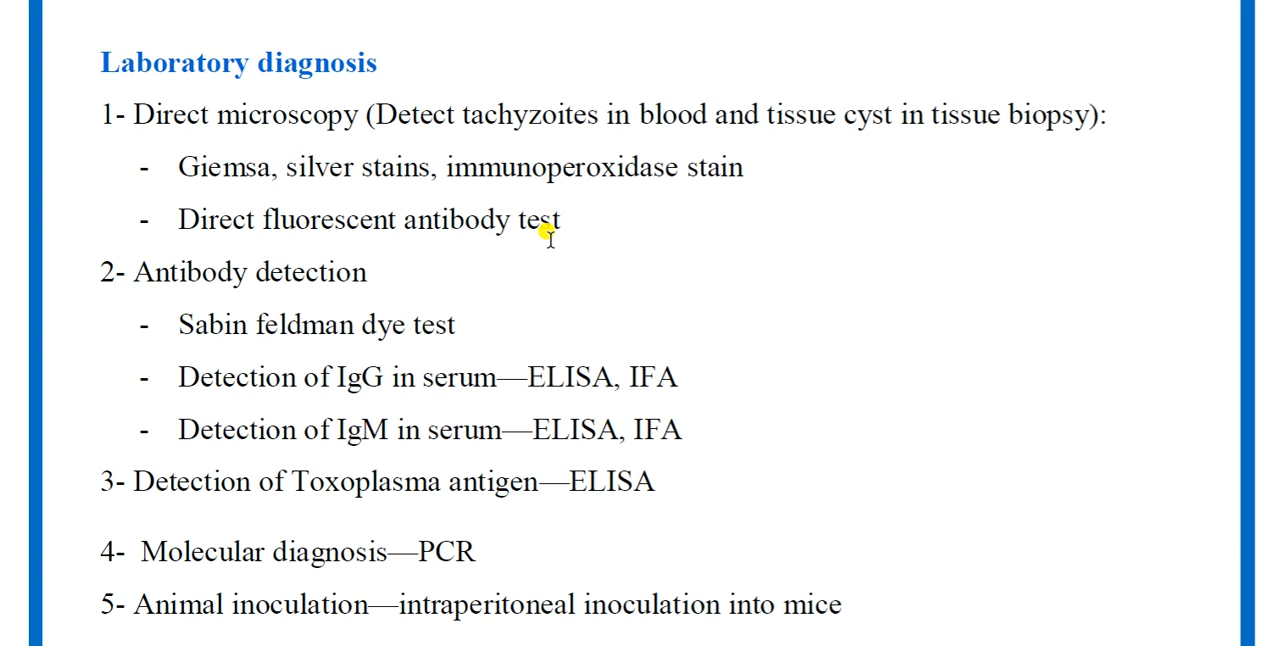 Laboratory diagnosis
1- Direct microscopy (Detect tachyzoites in blood and tissue cyst in tissue biopsy):
- Giemsa, silver stains, immunoperoxidase stain
- Direct fluorescent antibody test
2- Antibody detection
- Sabin feldman dye test
- Detection of IgG in serum—ELISA, IFA
- Detection of IgM in serum—ELISA, IFA
3- Detection of Toxoplasma antigen—ELISA
4- Molecular diagnosis—PCR
5- Animal inoculation—intraperitoneal inoculation into mice